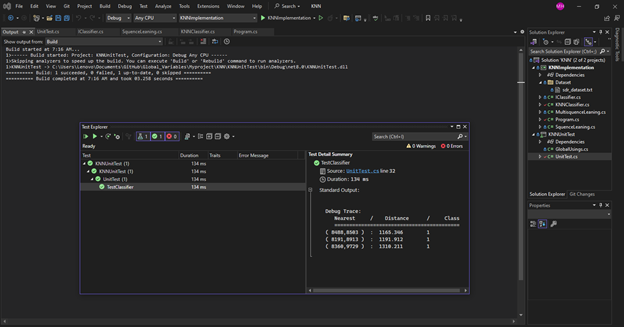 File Edit View Git Project Build Debug Test Analyze Tools Extensions Window Help Search KNN
Debug Any CPU KNNImplementation KNNImplementation
Output UnitTest.cs IClassifier.cs SqunceLearning.cs KNNClassifier.cs Program.cs
Show output from: Build
Build started at 7:16 AM...
1>------ Build started: Project: KNNUnitTest, Configuration: Debug Any CPU ------
1>Skipping analyzers to speed up the build. You can execute 'Build' or 'Rebuild' command to run analyzers.
1>KNNUnitTest -> C:\Users\Lenovo\Documents\GitHub\Global_Variables\Myproject\KNN\KNNUnitTest\bin\Debug\net8.0\KNNUnitTest.dll
========== Build: 1 succeeded, 0 failed, 1 up-to-date, 0 skipped ==========
========== Build completed at 7:16 AM and took 03.258 seconds ==========
Solution Explorer
Search Solution Explorer (Ctrl+;)
Solution 'KNN' (2 of 2 projects)
KNNImplementation
Dependencies
Dataset
sdr_dataset.txt
IClassifier.cs
KNNClassifier.cs
MultisequenceLearning.cs
Program.cs
SqunceLeaning.cs
KNNUnitTest
Dependencies
GlobalUsings.cs
UnitTest.cs
Solution Explorer Git Changes
Properties
Diagnostic Tools
Test Explorer
1 1 0
Search (Ctrl+I)
Ready
0 Warnings 0 Errors
Test Duration Traits Error Message
KNNUnitTest (1) 134 ms
KNNUnitTest (1) 134 ms
UnitTest (1) 134 ms
TestClassifier 134 ms
Test Detail Summary
TestClassifier
Source: UnitTest.cs line 32
Duration: 134 ms
Standard Output:
Debug Trace:
Nearest / Distance / Class
( 8488,8503 ) : 1165.346 1
( 8191,8913 ) : 1191.912 1
( 8360,9729 ) : 1310.211 1